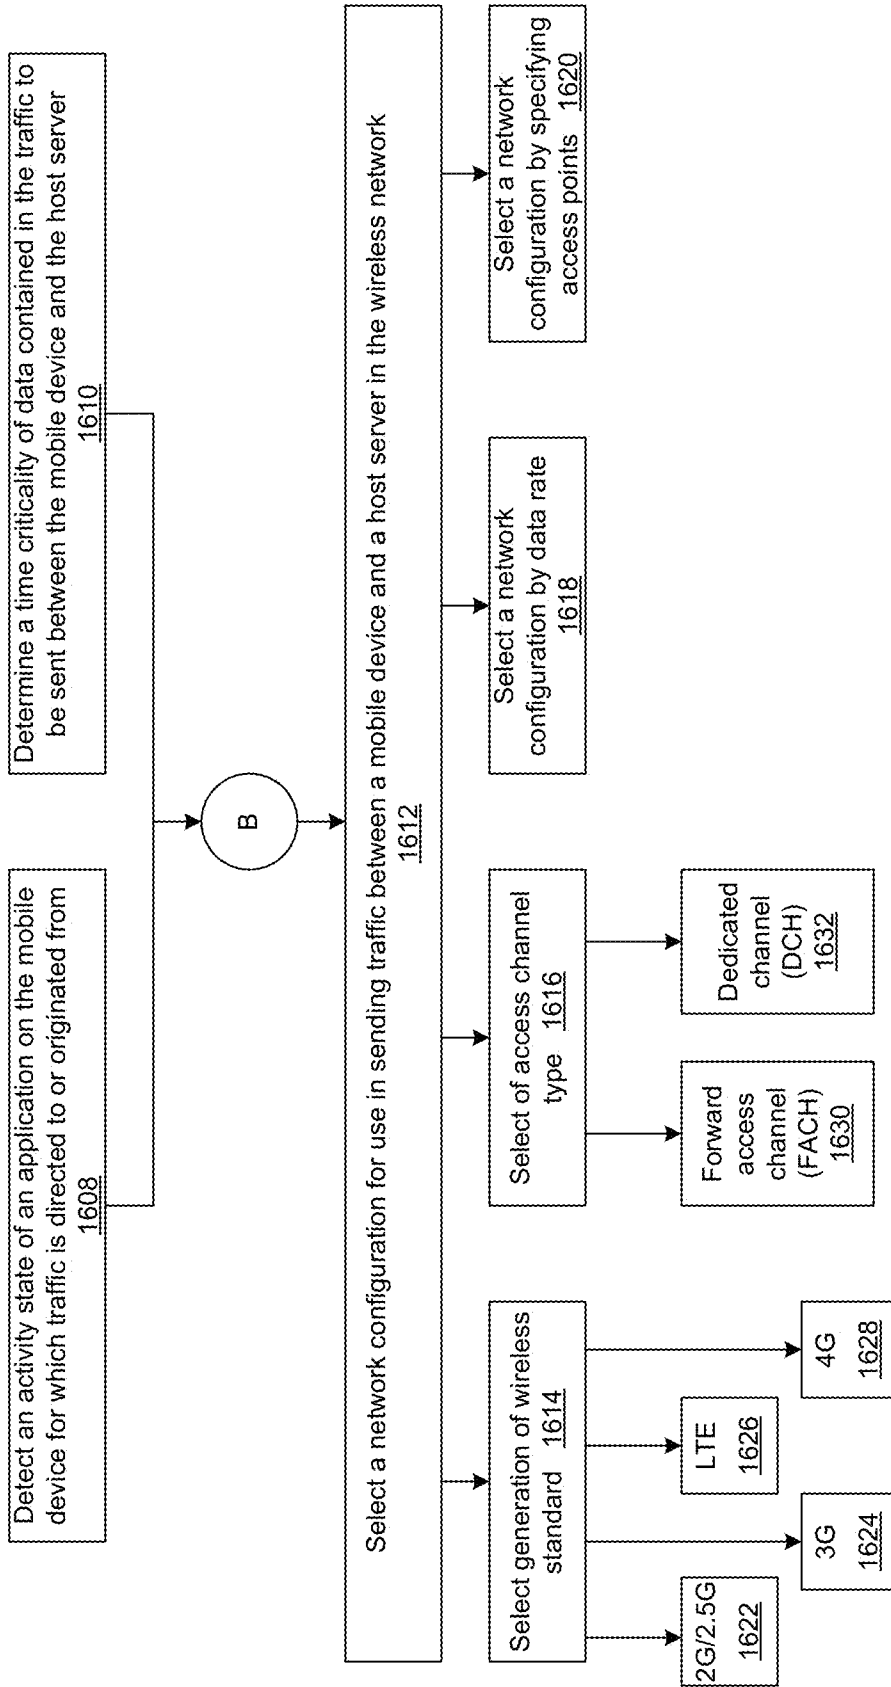 Detect an activity state of an application on the mobile
device for which traffic is directed to or originated from
1608
Determine a time criticality of data contained in the traffic to
be sent between the mobile device and the host server
1610
B
Select a network configuration for use in sending traffic between a mobile device and a host server in the wireless network
1612
Select generation of wireless
standard 1614
Select of access channel
type 1616
Select a network
configuration by data rate
1618
Select a network
configuration by specifying
access points 1620
2G/2.5G
1622
3G
1624
LTE
1626
4G
1628
Forward
access
channel
(FACH)
1630
Dedicated
channel
(DCH)
1632